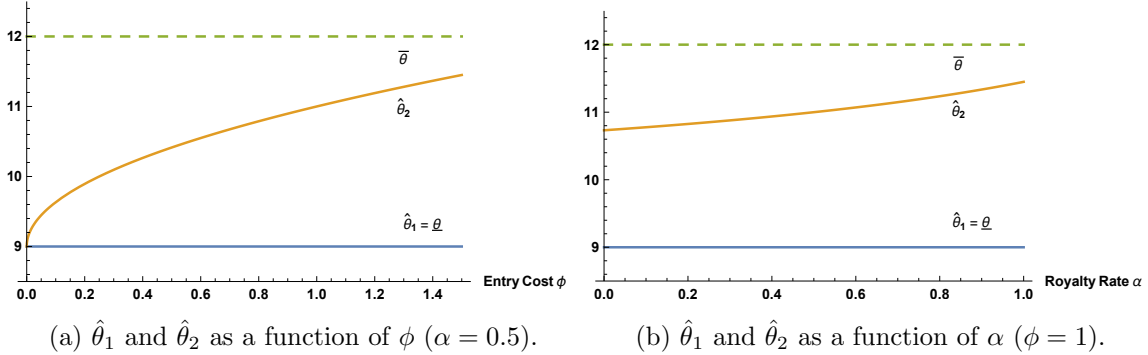 12
11
10
9
θ̅
θ̂₂
θ̂₁ = θ̲
0.0 0.2 0.4 0.6 0.8 1.0 1.2 1.4
Entry Cost ϕ
(a) θ̂₁ and θ̂₂ as a function of ϕ (α = 0.5).
12
11
10
9
θ̅
θ̂₂
θ̂₁ = θ̲
0.0 0.2 0.4 0.6 0.8 1.0
Royalty Rate α
(b) θ̂₁ and θ̂₂ as a function of α (ϕ = 1).